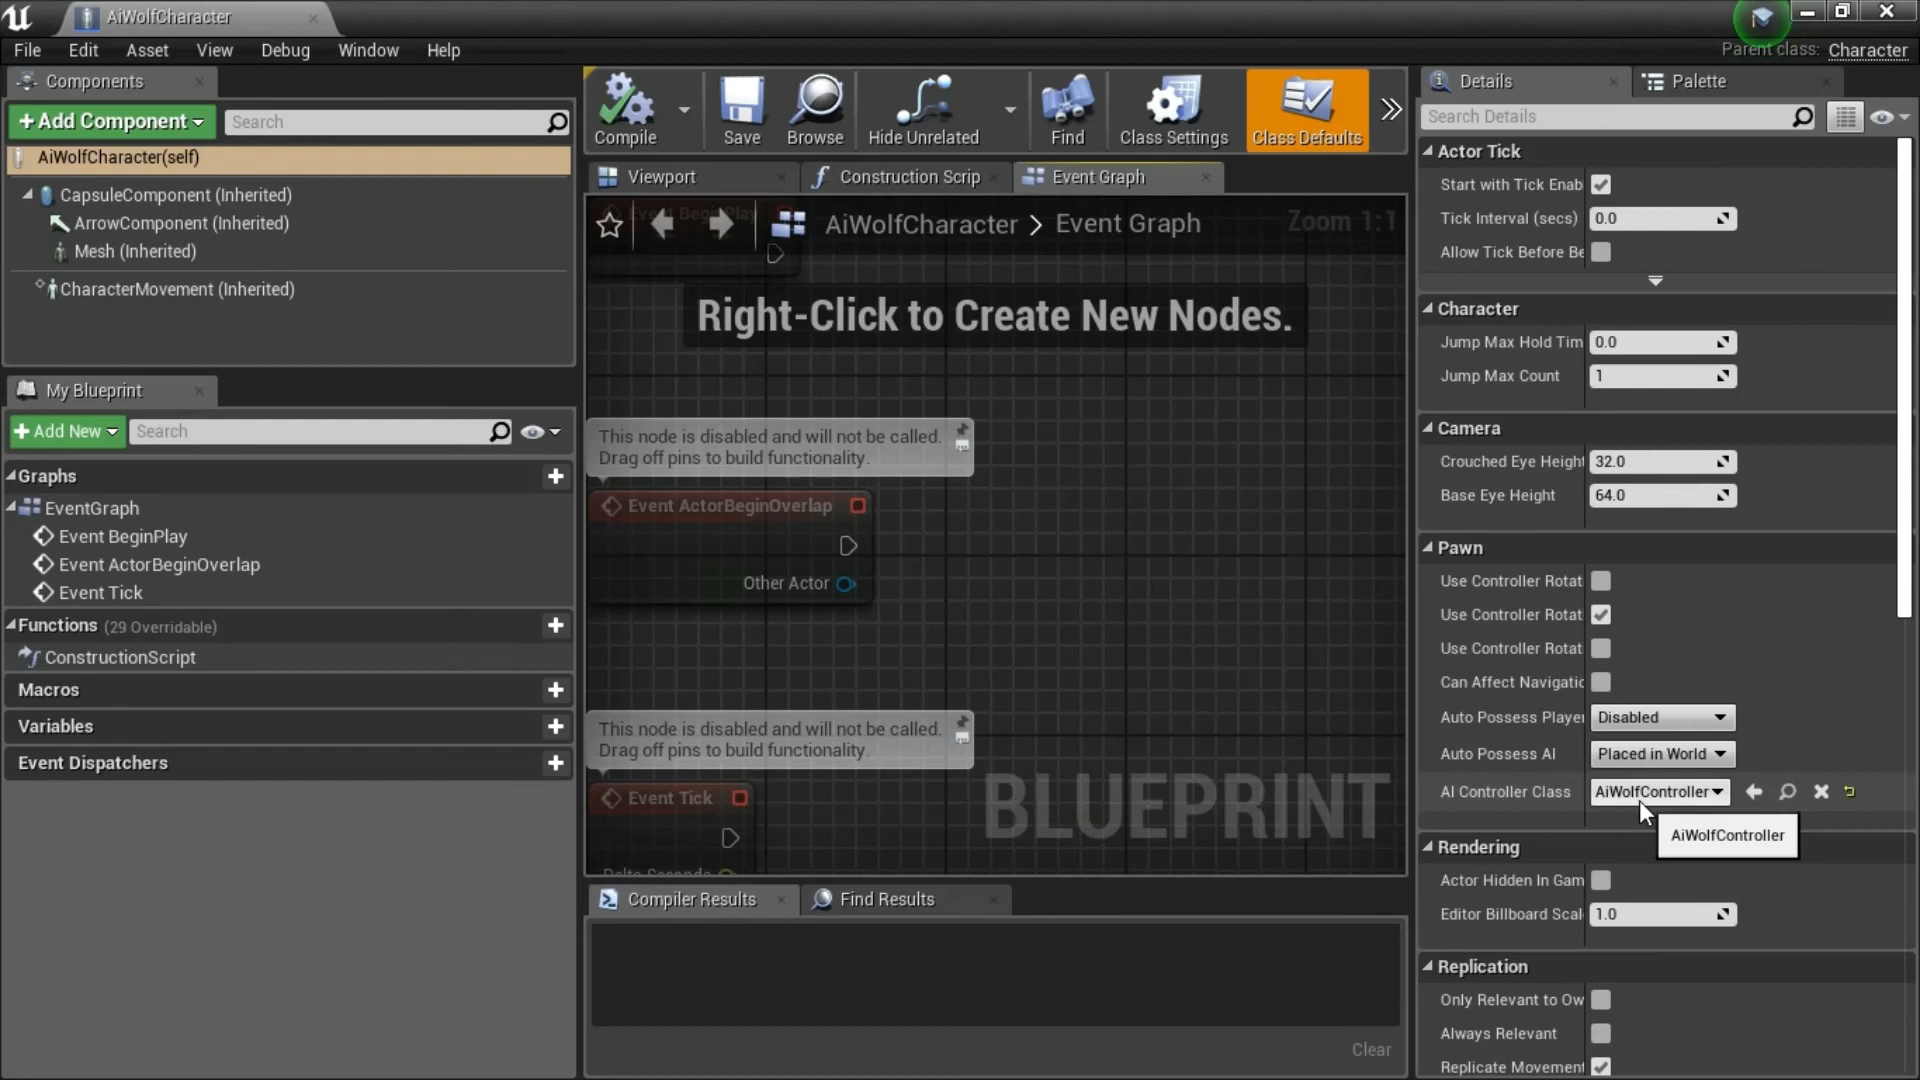 AiWolfCharacter
File Edit Asset View Debug Window Help
Parent class: Character
Components
+ Add Component
Search
AiWolfCharacter(self)
CapsuleComponent (Inherited)
ArrowComponent (Inherited)
Mesh (Inherited)
CharacterMovement (Inherited)
My Blueprint
+ Add New
Search
Graphs
EventGraph
Event BeginPlay
Event ActorBeginOverlap
Event Tick
Functions (29 Overridable)
ConstructionScript
Macros
Variables
Event Dispatchers
Compile Save Browse Hide Unrelated Find Class Settings Class Defaults
Viewport
Construction Scrip
Event Graph
Event BeginPlay
AiWolfCharacter > Event Graph
Zoom 1:1
Right-Click to Create New Nodes.
This node is disabled and will not be called.
Drag off pins to build functionality.
Event ActorBeginOverlap
Other Actor
This node is disabled and will not be called.
Drag off pins to build functionality.
Event Tick
Delta Seconds
BLUEPRINT
Compiler Results
Find Results
Clear
Details
Palette
Search Details
Actor Tick
Start with Tick Enab
Tick Interval (secs) 0.0
Allow Tick Before Be
Character
Jump Max Hold Tim 0.0
Jump Max Count 1
Camera
Crouched Eye Height 32.0
Base Eye Height 64.0
Pawn
Use Controller Rotat
Use Controller Rotat
Use Controller Rotat
Can Affect Navigatic
Auto Possess Player Disabled
Auto Possess AI Placed in World
AI Controller Class AiWolfController
AiWolfController
Rendering
Actor Hidden In Gam
Editor Billboard Scal 1.0
Replication
Only Relevant to Ow
Always Relevant
Replicate Movement